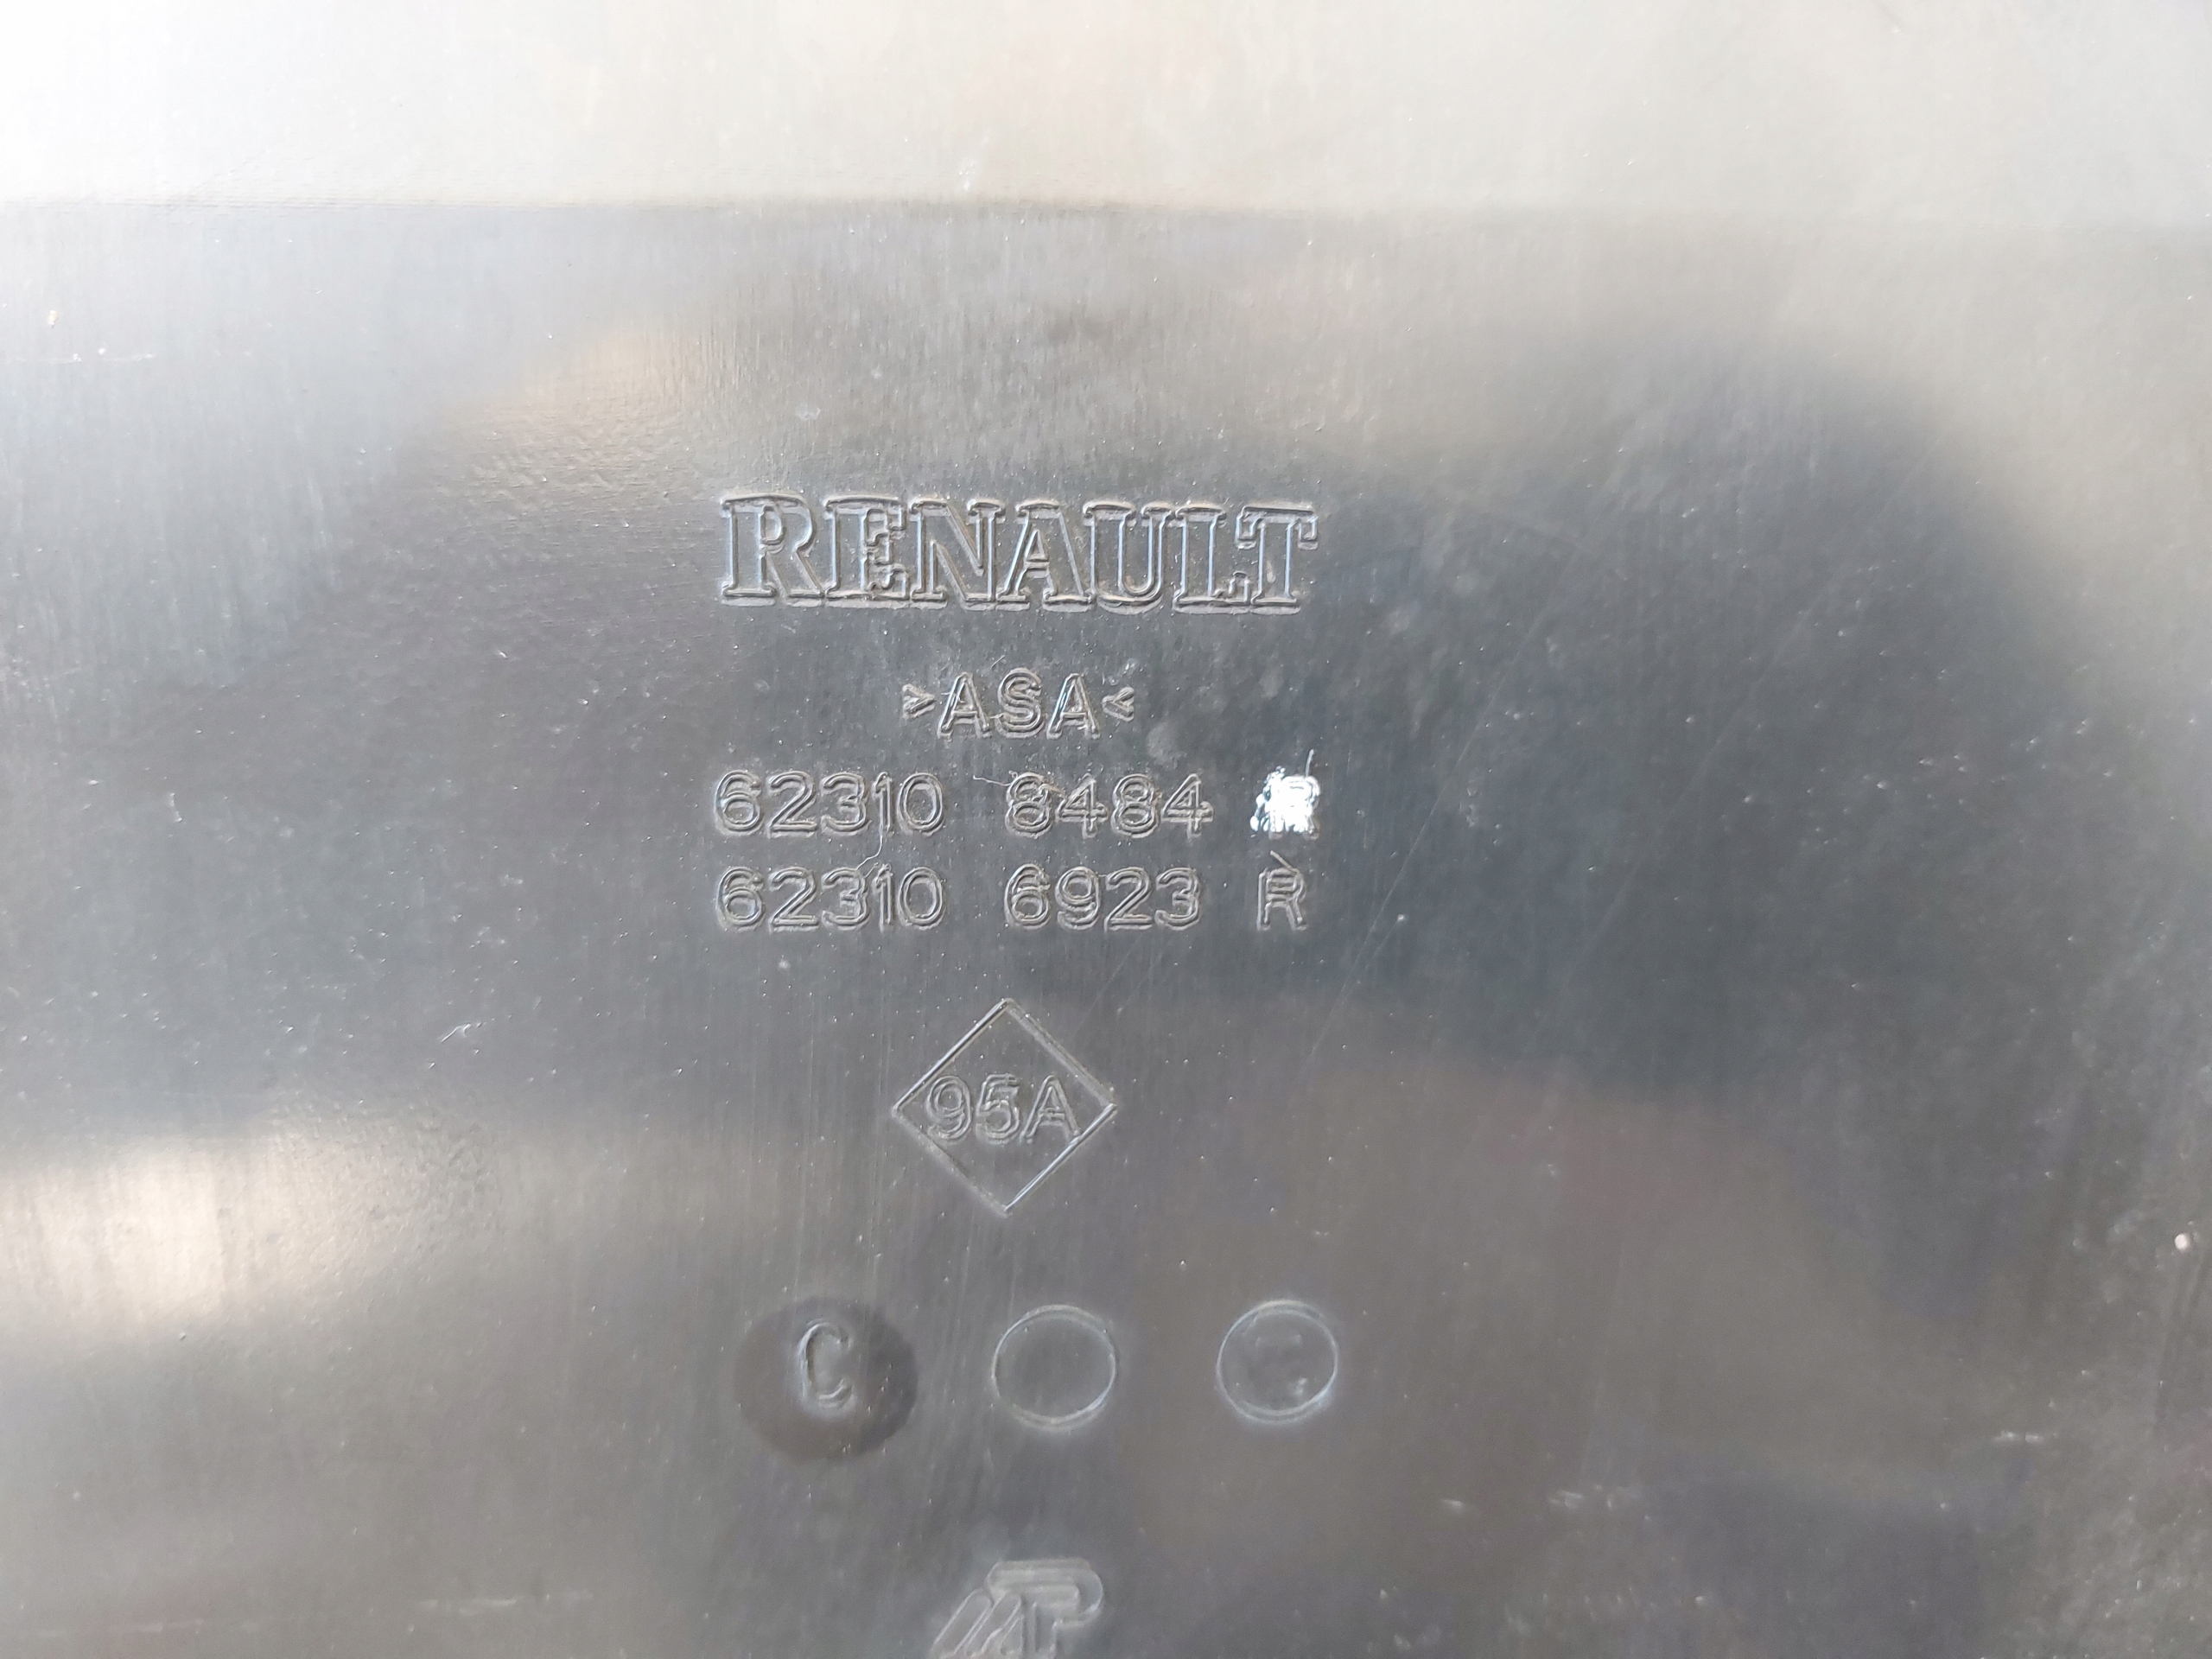 RENAULT
>ASA<
62310 8484 R
62310 6923 R
95A
C